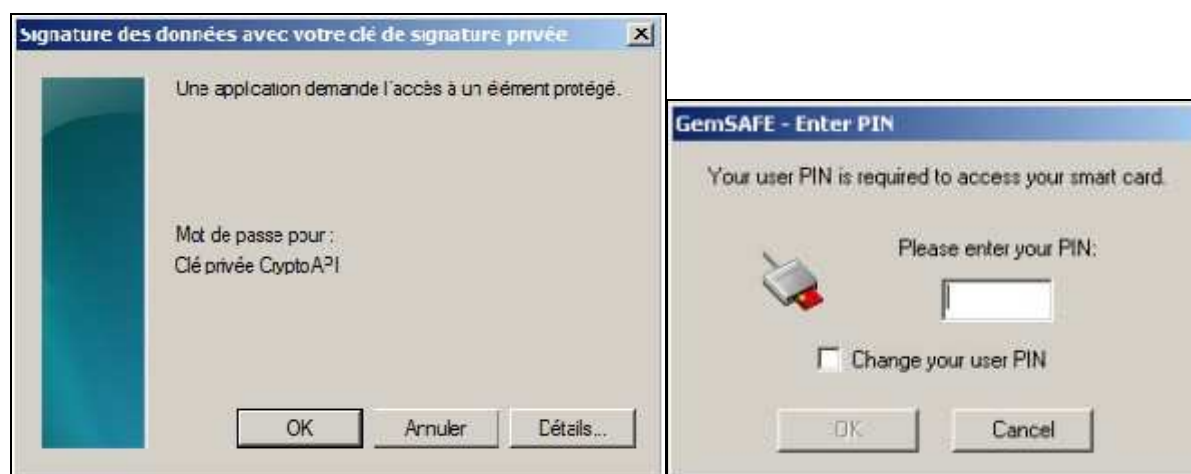 Signature des données avec votre clé de signature privée
Une application demande l'accès à un élément protégé.
Mot de passe pour :
Clé privée CryptoAPI
OK
Annuler
Détails...
GemSAFE - Enter PIN
Your user PIN is required to access your smart card.
Please enter your PIN:
Change your user PIN
OK
Cancel